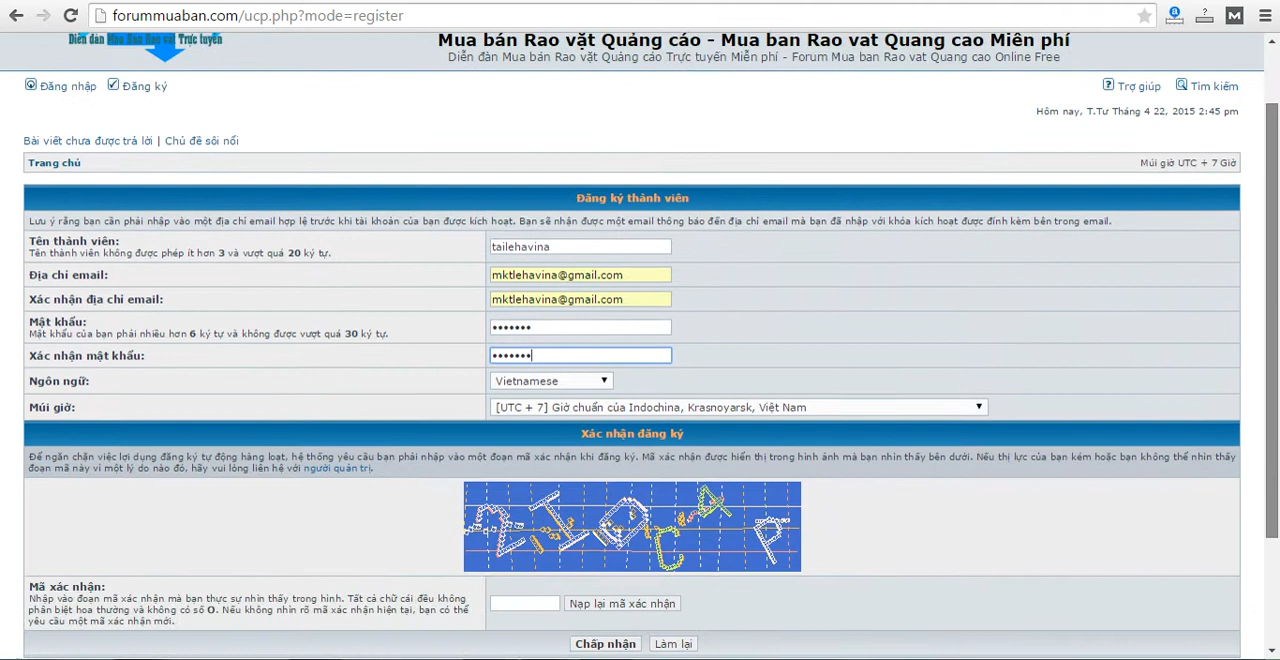 forummuaban.com/ucp.php?mode=register
Diễn đàn Mua Bán Rao vặt Trực tuyến
Mua bán Rao vặt Quảng cáo - Mua ban Rao vat Quang cao Miên phí
Diễn đàn Mua bán Rao vặt Quảng cáo Trực tuyến Miễn phí - Forum Mua ban Rao vat Quang cao Online Free
Đăng nhập Đăng ký
Trợ giúp Tìm kiếm
Hôm nay, T.Tư Tháng 4 22, 2015 2:45 pm
Bài viết chưa được trả lời | Chủ đề sôi nổi
Trang chủ
Múi giờ UTC + 7 Giờ
Đăng ký thành viên
Lưu ý rằng bạn cần phải nhập vào một địa chỉ email hợp lệ trước khi tài khoản của bạn được kích hoạt. Bạn sẽ nhận được một email thông báo đến địa chỉ email mà bạn đã nhập với khóa kích hoạt được đính kèm bên trong email.
Tên thành viên:
Tên thành viên không được phép ít hơn 3 và vượt quá 20 ký tự.
tailehavina
Địa chỉ email:
mktlehavina@gmail.com
Xác nhận địa chỉ email:
mktlehavina@gmail.com
Mật khẩu:
Mật khẩu của bạn phải nhiều hơn 6 ký tự và không được vượt quá 30 ký tự.
•••••••
Xác nhận mật khẩu:
•••••••
Ngôn ngữ:
Vietnamese
Múi giờ:
[UTC + 7] Giờ chuẩn của Indochina, Krasnoyarsk, Việt Nam
Xác nhận đăng ký
Để ngăn chặn việc lợi dụng đăng ký tự động hàng loạt, hệ thống yêu cầu bạn phải nhập vào một đoạn mã xác nhận khi đăng ký. Mã xác nhận được hiển thị trong hình ảnh mà bạn nhìn thấy bên dưới. Nếu thị lực của bạn kém hoặc bạn không thể nhìn thấy
đoạn mã này vì một lý do nào đó, hãy vui lòng liên hệ với người quản trị.
Mã xác nhận:
Nhập vào đoạn mã xác nhận mà bạn thực sự nhìn thấy trong hình. Tất cả chữ cái đều không
phân biệt hoa thường và không có số O. Nếu không nhìn rõ mã xác nhận hiện tại, bạn có thể
yêu cầu một mã xác nhận mới.
Nạp lại mã xác nhận
Chấp nhận Làm lại